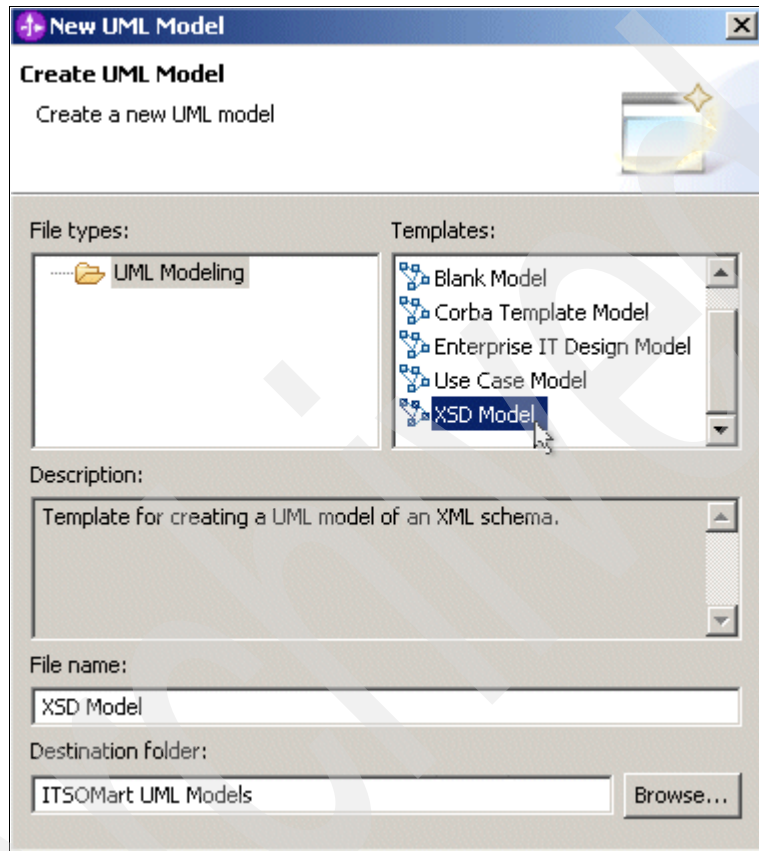 New UML Model
Create UML Model
Create a new UML model
File types:
Templates:
UML Modeling
Blank Model
Corba Template Model
Enterprise IT Design Model
Use Case Model
XSD Model
Description:
Template for creating a UML model of an XML schema.
File name:
XSD Model
Destination folder:
ITSOMart UML Models
Browse...